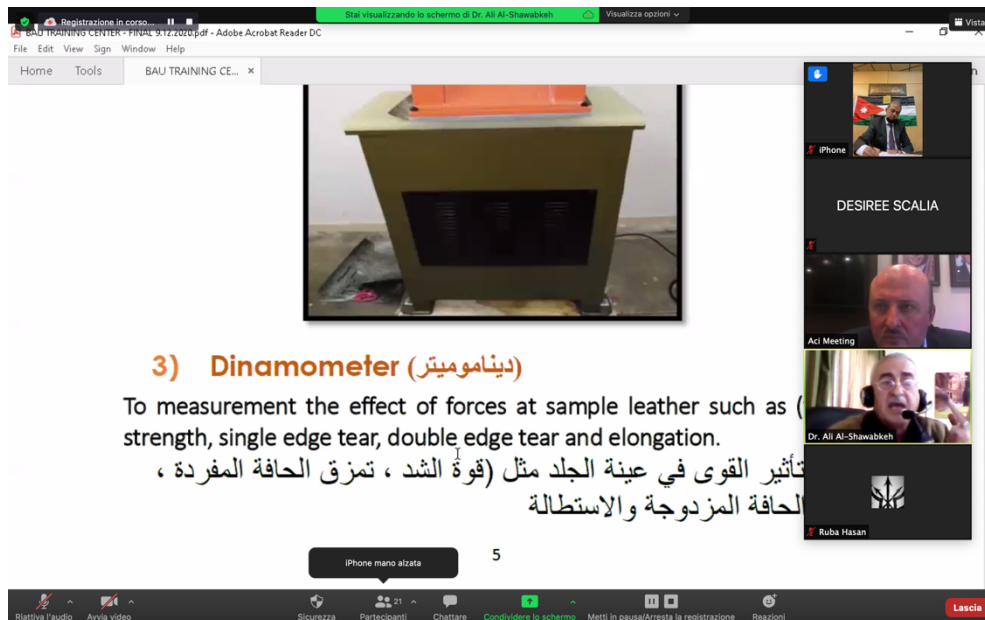 Registrazione in corso...
Stai visualizzando lo schermo di Dr. Ali Al-Shawabkeh
Visualizza opzioni
Vista
BAU TRAINING CENTER - FINAL 9.12.2020.pdf - Adobe Acrobat Reader DC
File Edit View Sign Window Help
Home Tools BAU TRAINING CE... ×
iPhone
DESIREE SCALIA
Aci Meeting
Dr. Ali Al-Shawabkeh
Ruba Hasan
3) Dinamometer (ديناموميتر)
To measurement the effect of forces at sample leather such as (
strength, single edge tear, double edge tear and elongation.
تأثير القوى في عينة الجلد مثل (قوة الشد ، تمزق الحافة المفردة ،
الحافة المزدوجة والاستطالة
5
iPhone mano alzata
Riattiva l'audio Avvia video Sicurezza Partecipanti 21 Chattare Condividere lo schermo Metti in pausa/Arresta la registrazione Reazioni Lascia